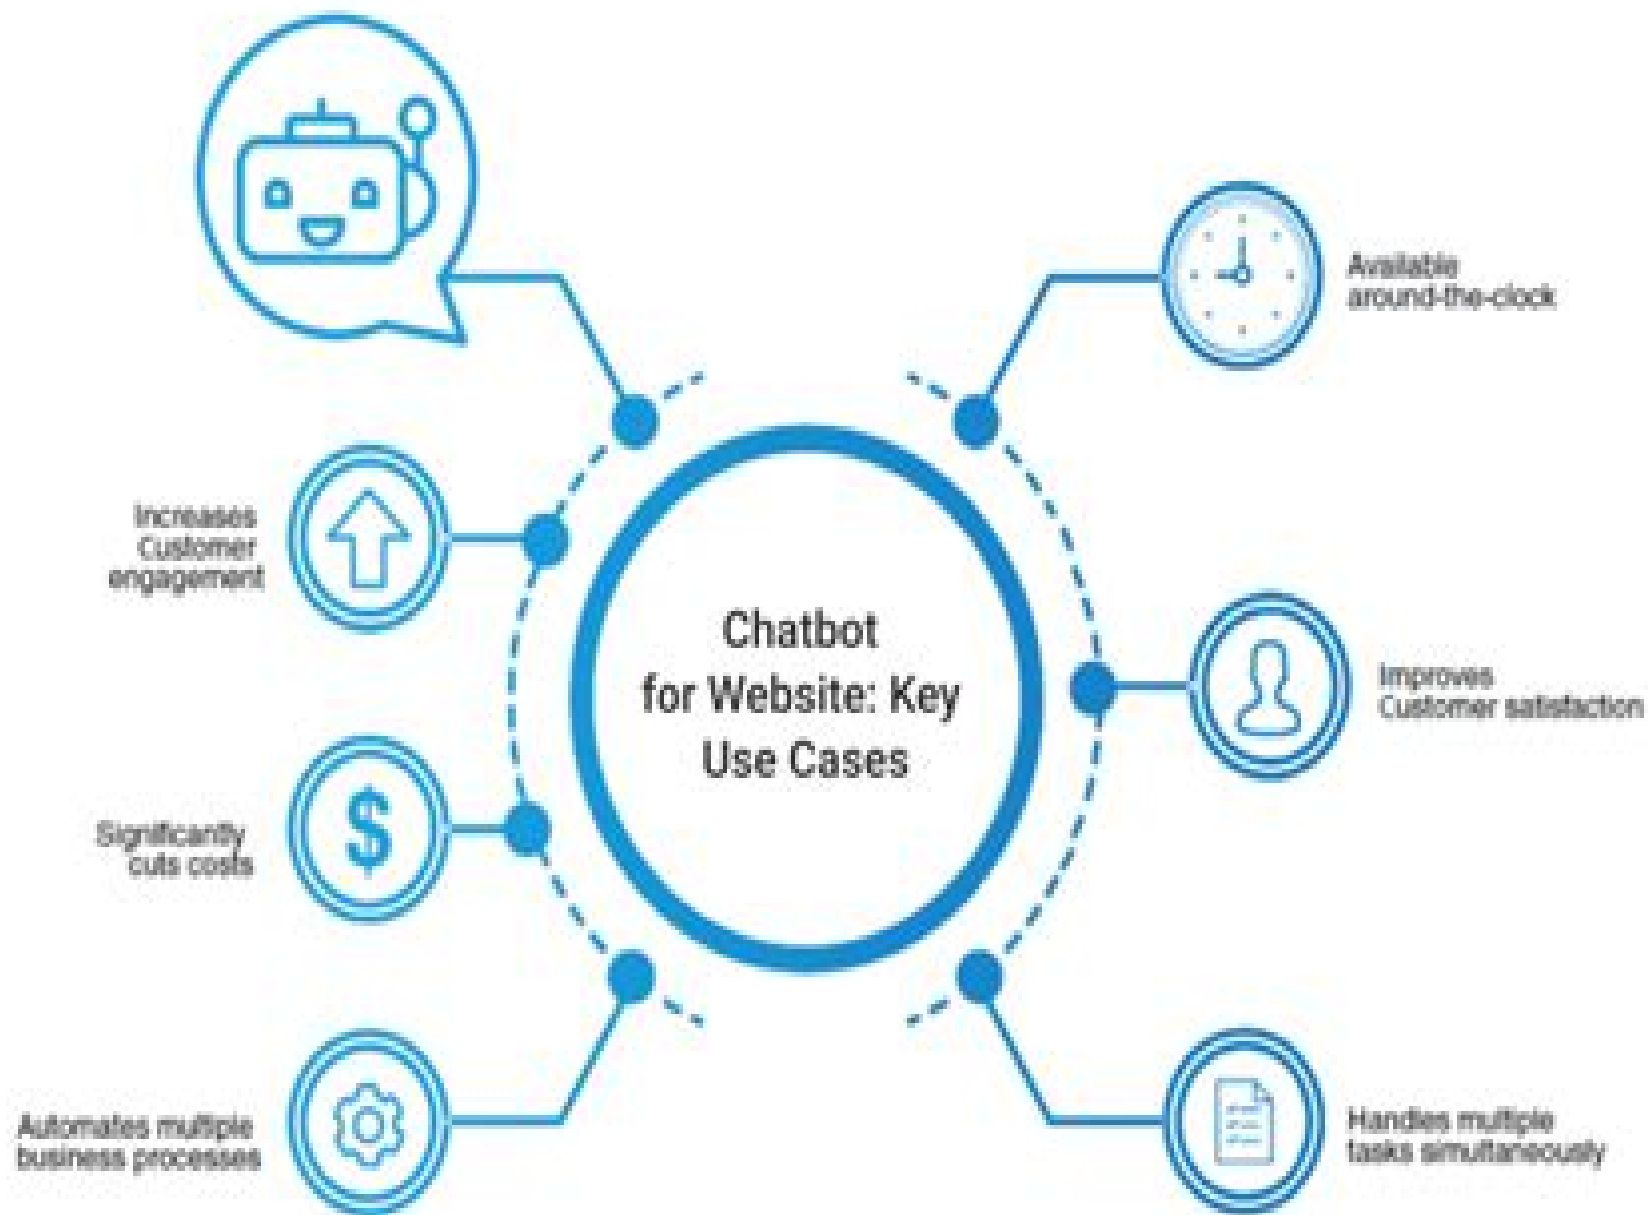 Available
around-the-clock
Increases
Customer
engagement
Chatbot
for Website: Key
Use Cases
Improves
Customer satisfaction
Significantly
cuts costs
$
Automates multiple
business processes
Handles multiple
tasks simultaneously